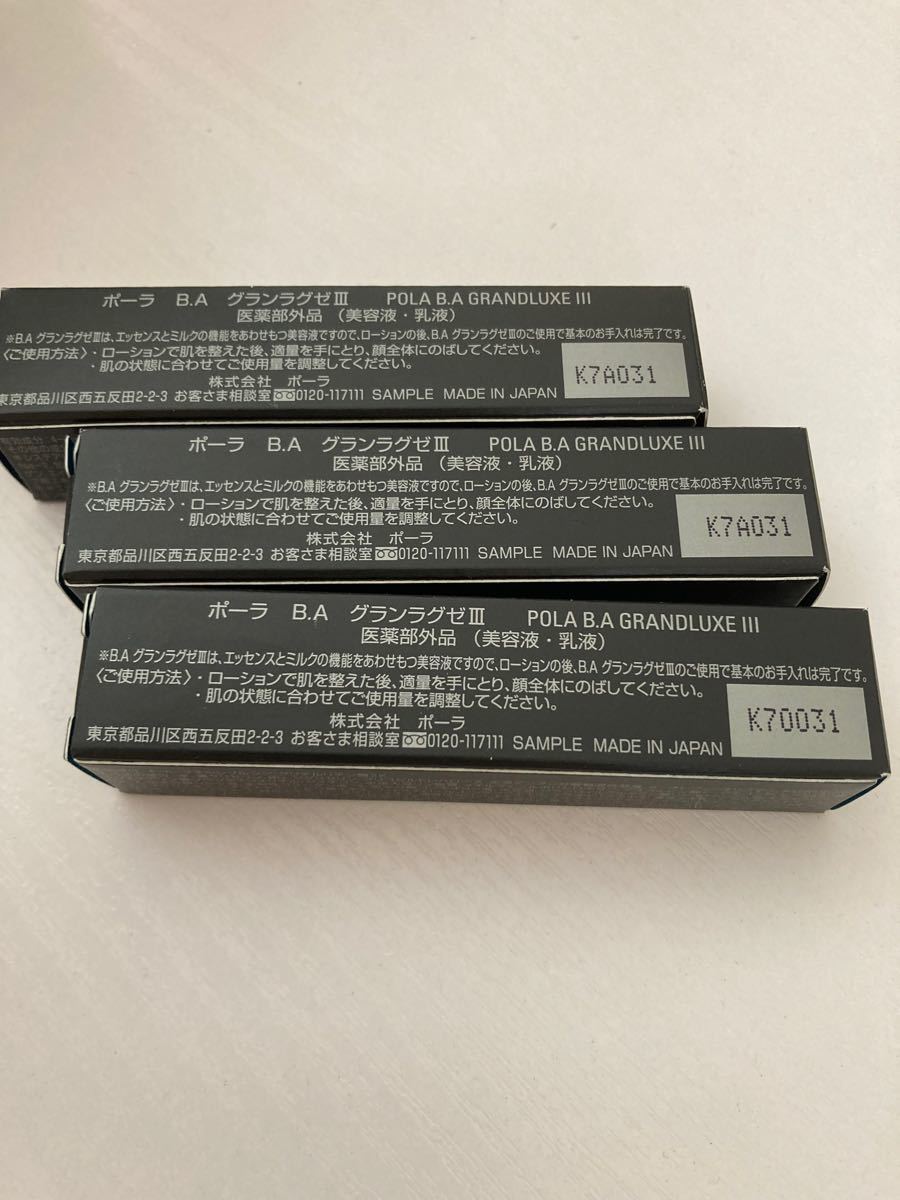 ポーラ B.A グランラグゼⅢ POLA B.A GRANDLUXE III
医薬部外品 (美容液・乳液)
※B.A グランラグゼⅢは、エッセンスとミルクの機能をあわせもつ美容液ですので、ローションの後、B.A グランラグゼⅢのご使用で基本のお手入れは完了です。
〈ご使用方法〉・ローションで肌を整えた後、適量を手にとり、顔全体にのばしてください。
・肌の状態に合わせてご使用量を調整してください。
K7A031
株式会社 ポーラ
東京都品川区西五反田2-2-3 お客さま相談室 0120-117111 SAMPLE MADE IN JAPAN
ポーラ B.A グランラグゼⅢ POLA B.A GRANDLUXE III
医薬部外品 (美容液・乳液)
※B.A グランラグゼⅢは、エッセンスとミルクの機能をあわせもつ美容液ですので、ローションの後、B.A グランラグゼⅢのご使用で基本のお手入れは完了です。
〈ご使用方法〉・ローションで肌を整えた後、適量を手にとり、顔全体にのばしてください。
・肌の状態に合わせてご使用量を調整してください。
K7A031
株式会社 ポーラ
東京都品川区西五反田2-2-3 お客さま相談室 0120-117111 SAMPLE MADE IN JAPAN
ポーラ B.A グランラグゼⅢ POLA B.A GRANDLUXE III
医薬部外品 (美容液・乳液)
※B.A グランラグゼⅢは、エッセンスとミルクの機能をあわせもつ美容液ですので、ローションの後、B.A グランラグゼⅢのご使用で基本のお手入れは完了です。
〈ご使用方法〉・ローションで肌を整えた後、適量を手にとり、顔全体にのばしてください。
・肌の状態に合わせてご使用量を調整してください。
K70031
株式会社 ポーラ
東京都品川区西五反田2-2-3 お客さま相談室 0120-117111 SAMPLE MADE IN JAPAN